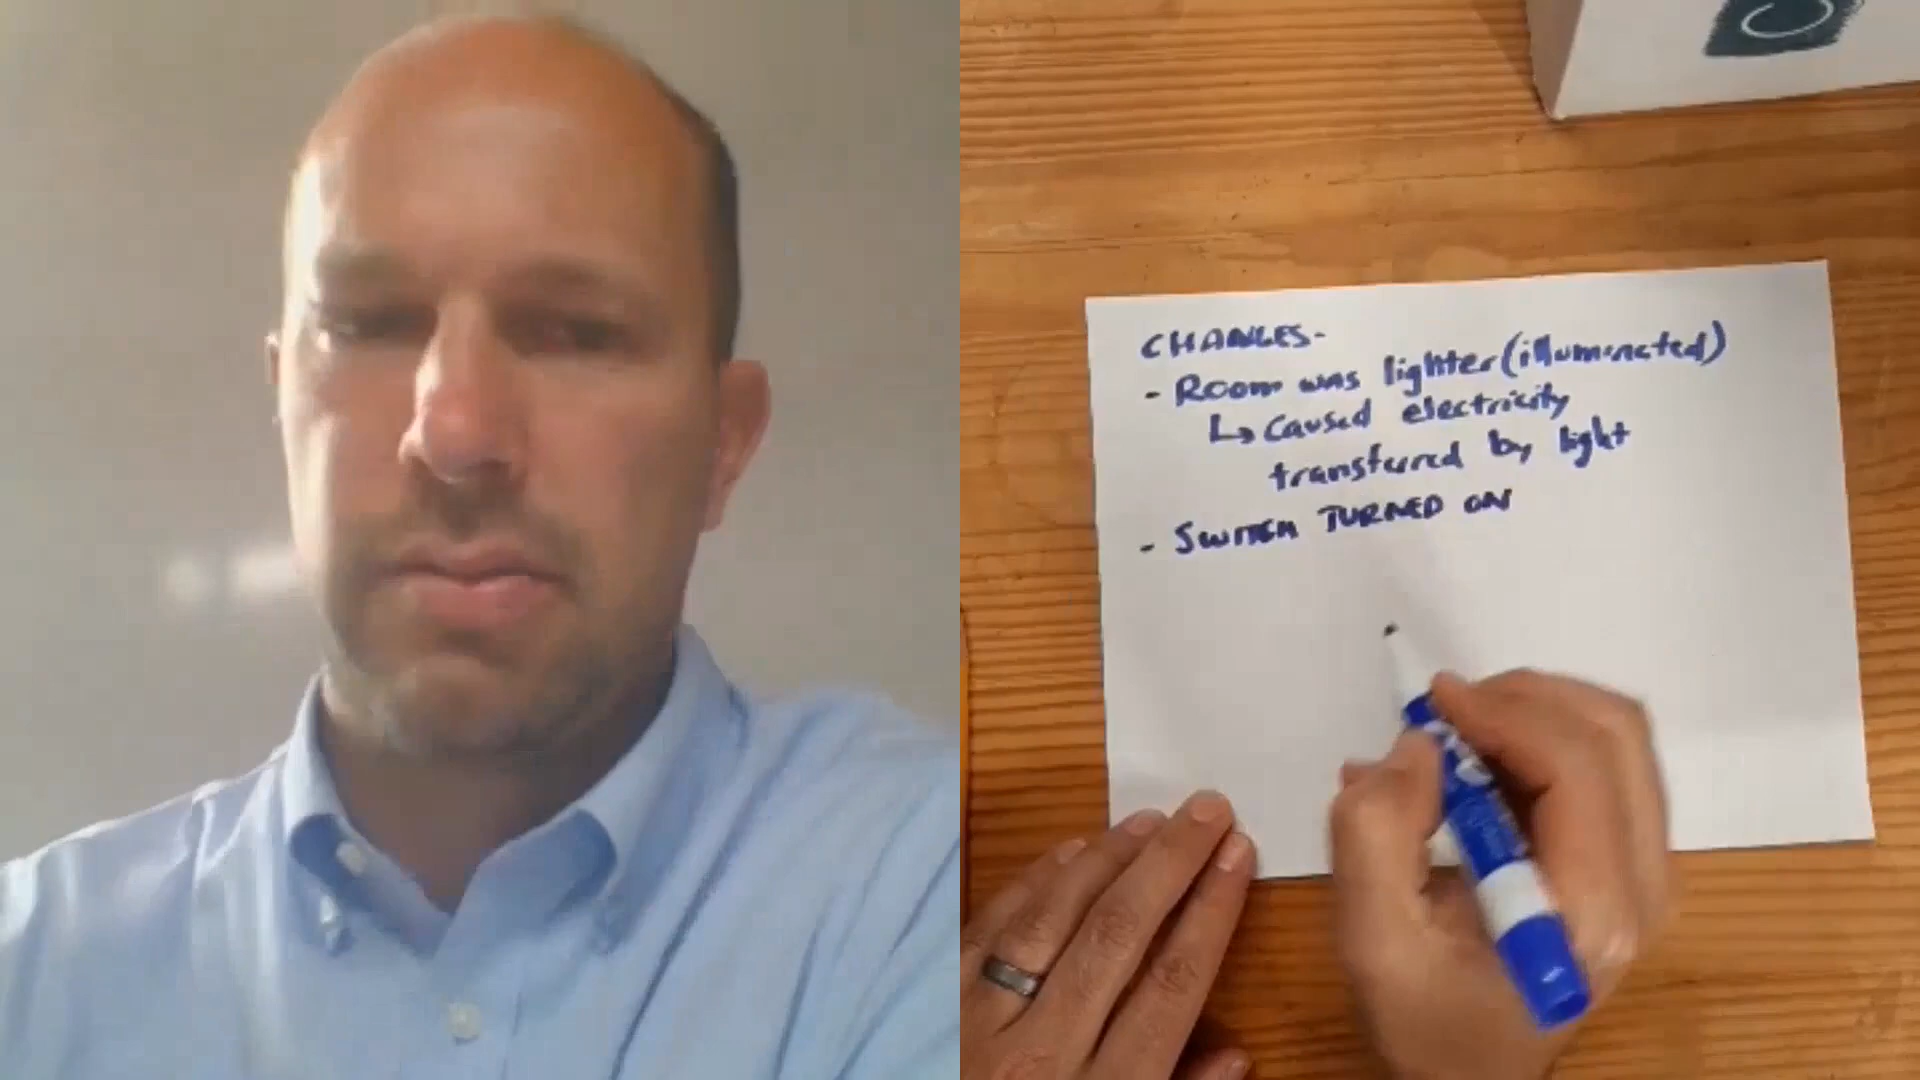 CHANGES-
- Room was lighter (illuminated)
↳ Caused electricity
transferred by light
- SWITCH TURNED ON